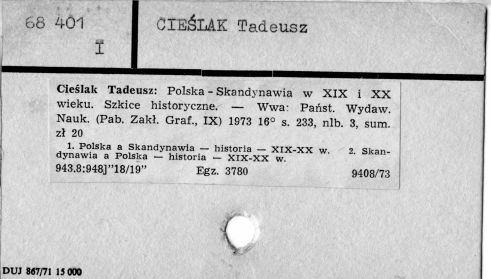 68 401
I
CIEŚLAK Tadeusz
Cieślak Tadeusz: Polska - Skandynawia w XIX i XX
wieku. Szkice historyczne. — Wwa: Państ. Wydaw.
Nauk. (Pab. Zakł. Graf., IX) 1973 16° s. 233, nlb. 3, sum.
zł 20
1. Polska a Skandynawia — historia — XIX-XX w. 2. Skan-
dynawia a Polska — historia — XIX-XX w.
943.8:948]"18/19" Egz. 3780 9408/73
DUJ 867/71 15 000